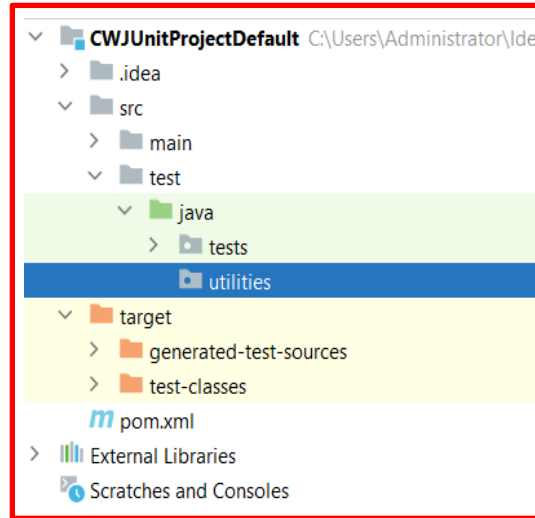 CWJUnitProjectDefault C:\Users\Administrator\Ide
.idea
src
main
test
java
tests
utilities
target
generated-test-sources
test-classes
m pom.xml
External Libraries
Scratches and Consoles